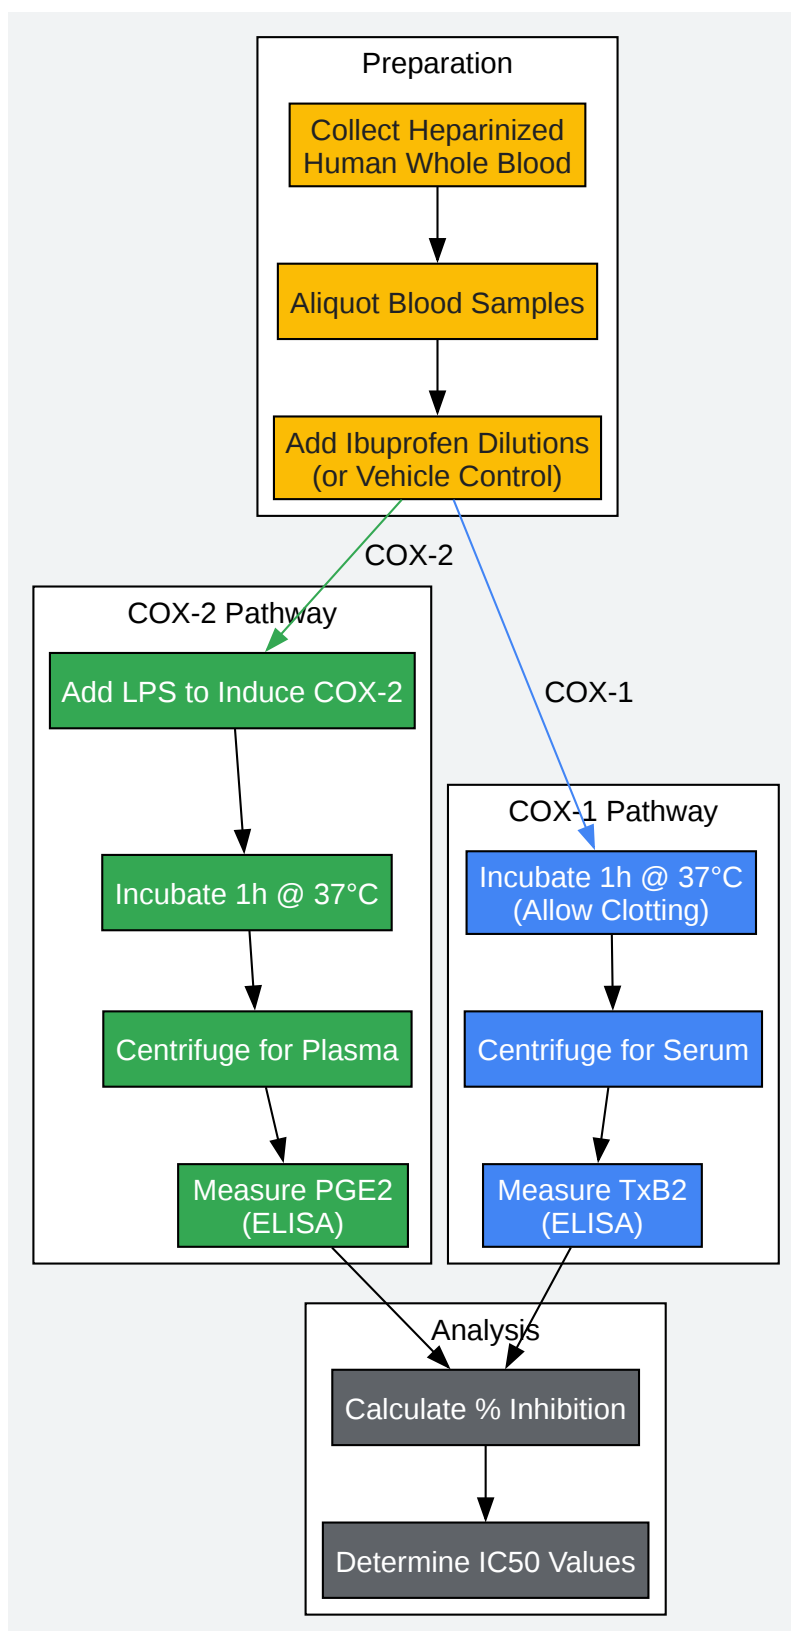 Preparation
Collect Heparinized
Human Whole Blood
Aliquot Blood Samples
Add Ibuprofen Dilutions
(or Vehicle Control)
COX-2
COX-1
COX-2 Pathway
Add LPS to Induce COX-2
Incubate 1h @ 37°C
Centrifuge for Plasma
Measure PGE2
(ELISA)
COX-1 Pathway
Incubate 1h @ 37°C
(Allow Clotting)
Centrifuge for Serum
Measure TxB2
(ELISA)
Analysis
Calculate % Inhibition
Determine IC50 Values